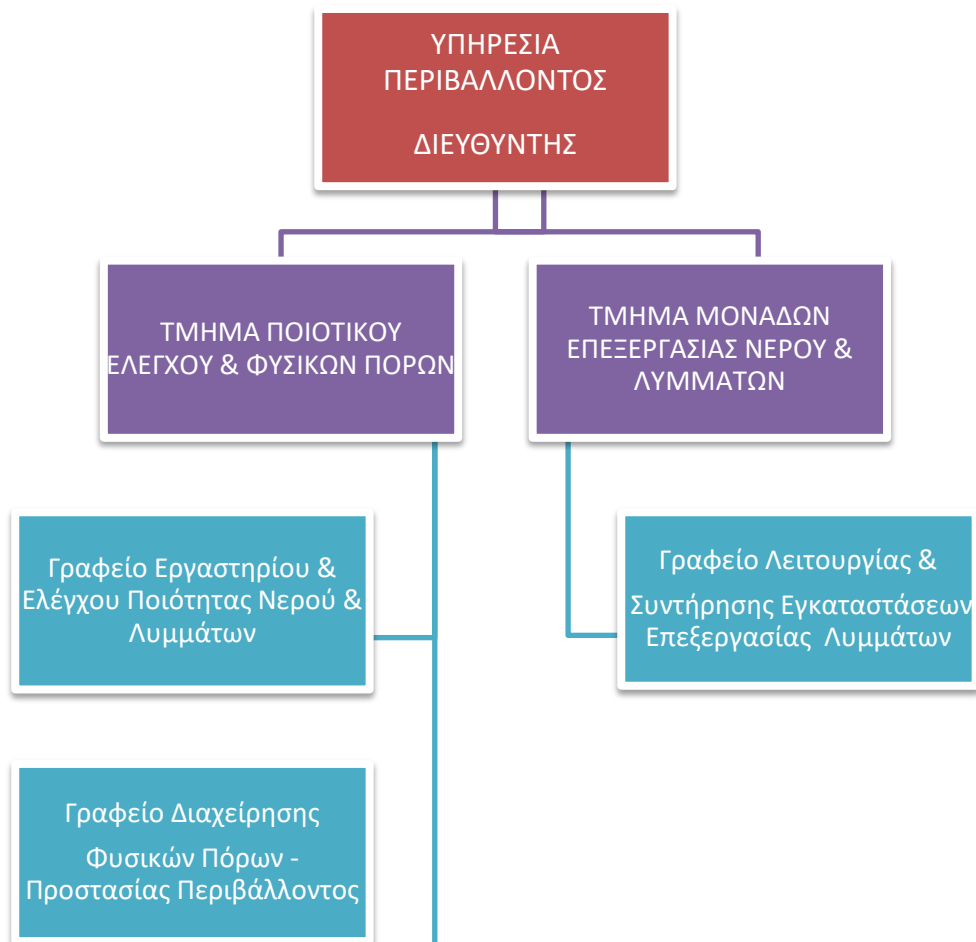 ΥΠΗΡΕΣΙΑ
ΠΕΡΙΒΑΛΛΟΝΤΟΣ
ΔΙΕΥΘΥΝΤΗΣ
ΤΜΗΜΑ ΠΟΙΟΤΙΚΟΥ
ΕΛΕΓΧΟΥ & ΦΥΣΙΚΩΝ ΠΟΡΩΝ
ΤΜΗΜΑ ΜΟΝΑΔΩΝ
ΕΠΕΞΕΡΓΑΣΙΑΣ ΝΕΡΟΥ &
ΛΥΜΜΑΤΩΝ
Γραφείο Εργαστηρίου &
Ελέγχου Ποιότητας Νερού &
Λυμμάτων
Γραφείο Λειτουργίας &
Συντήρησης Εγκαταστάσεων
Επεξεργασίας Λυμμάτων
Γραφείο Διαχείρησης
Φυσικών Πόρων -
Προστασίας Περιβάλλοντος